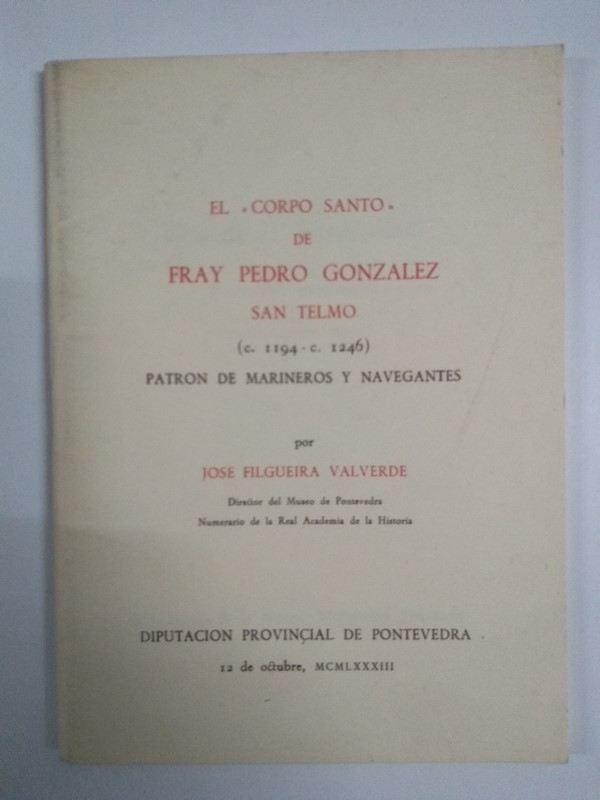 EL «CORPO SANTO»
DE
FRAY PEDRO GONZALEZ
SAN TELMO
(c. 1194 - c. 1246)
PATRON DE MARINEROS Y NAVEGANTES
por
JOSE FILGUEIRA VALVERDE
Director del Museo de Pontevedra
Numerario de la Real Academia de la Historia
DIPUTACION PROVINCIAL DE PONTEVEDRA
12 de octubre, MCMLXXXIII